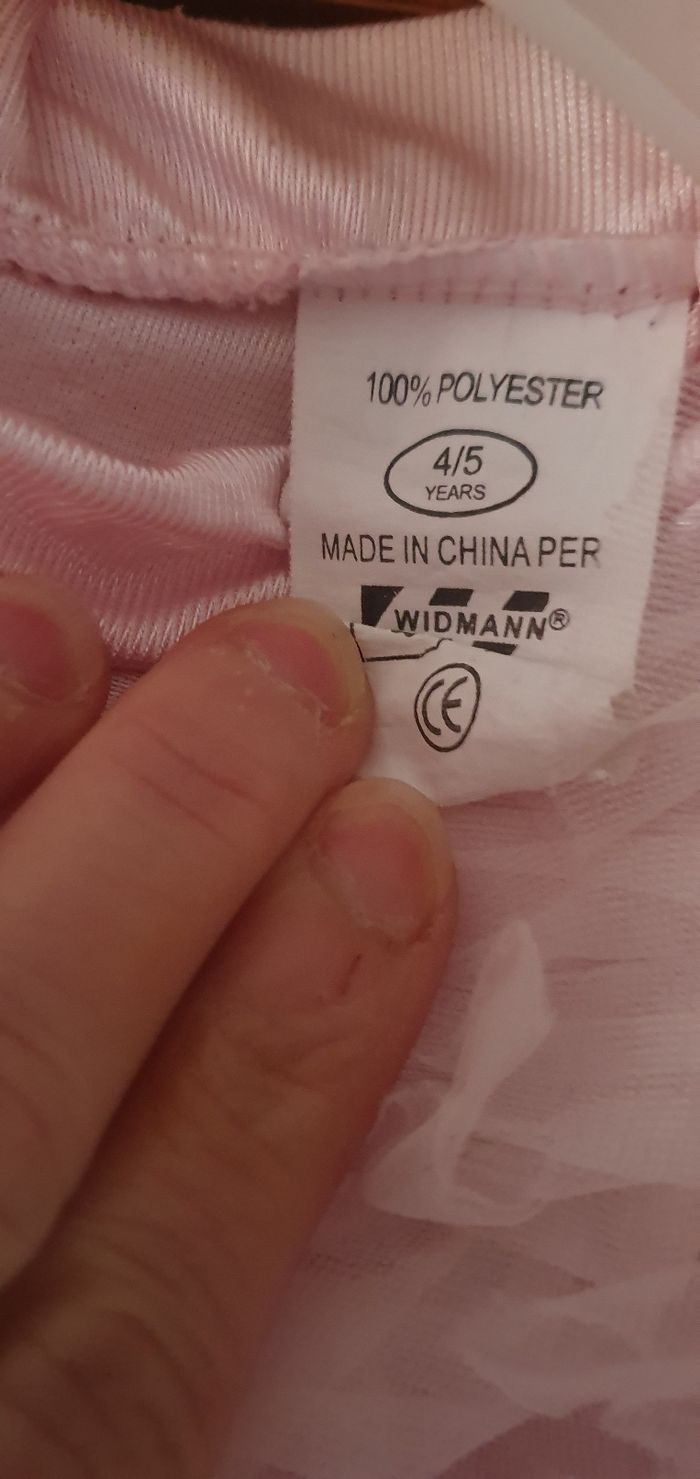 100% POLYESTER
4/5
YEARS
MADE IN CHINA PER
WIDMANN®
CE